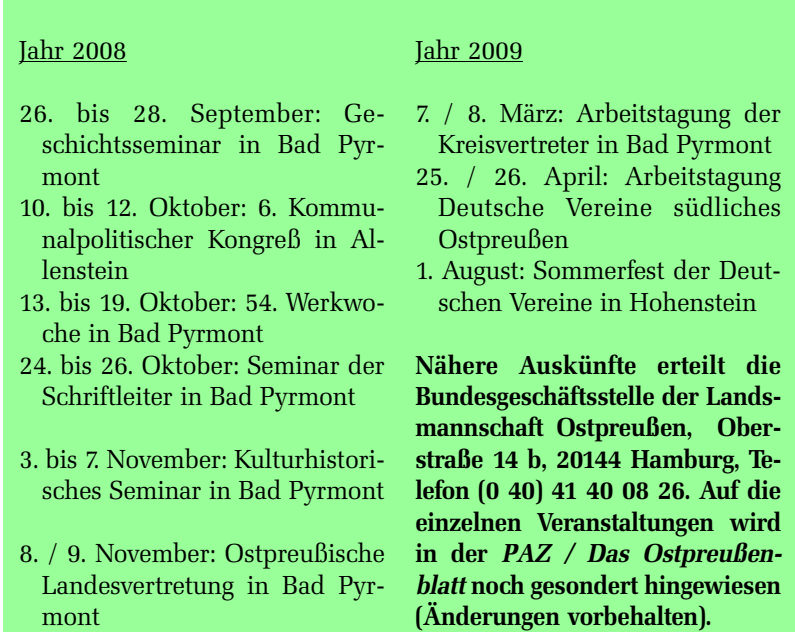 Jahr 2008
26. bis 28. September: Ge-
schichtsseminar in Bad Pyr-
mont
10. bis 12. Oktober: 6. Kommu-
nalpolitischer Kongreß in Al-
lenstein
13. bis 19. Oktober: 54. Werkwo-
che in Bad Pyrmont
24. bis 26. Oktober: Seminar der
Schriftleiter in Bad Pyrmont
3. bis 7. November: Kulturhistori-
sches Seminar in Bad Pyrmont
8. / 9. November: Ostpreußische
Landesvertretung in Bad Pyr-
mont
Jahr 2009
7. / 8. März: Arbeitstagung der
Kreisvertreter in Bad Pyrmont
25. / 26. April: Arbeitstagung
Deutsche Vereine südliches
Ostpreußen
1. August: Sommerfest der Deut-
schen Vereine in Hohenstein
Nähere Auskünfte erteilt die
Bundesgeschäftsstelle der Lands-
mannschaft Ostpreußen, Ober-
straße 14 b, 20144 Hamburg, Te-
lefon (0 40) 41 40 08 26. Auf die
einzelnen Veranstaltungen wird
in der PAZ / Das Ostpreußen-
blatt noch gesondert hingewiesen
(Änderungen vorbehalten).